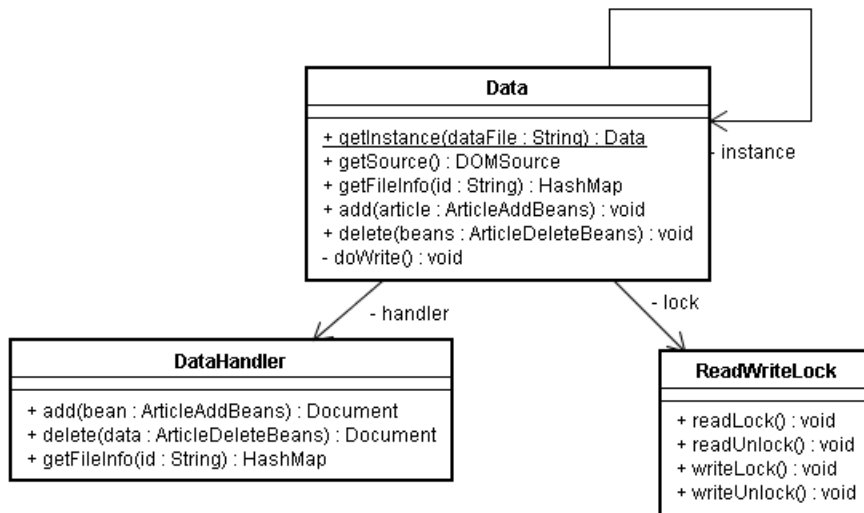 Data
+ getInstance(dataFile : String) : Data
+ getSource() : DOMSource
+ getFileInfo(id : String) : HashMap
+ add(article : ArticleAddBeans) : void
+ delete(beans : ArticleDeleteBeans) : void
- doWrite() : void
- instance
- handler
- lock
DataHandler
+ add(bean : ArticleAddBeans) : Document
+ delete(data : ArticleDeleteBeans) : Document
+ getFileInfo(id : String) : HashMap
ReadWriteLock
+ readLock() : void
+ readUnlock() : void
+ writeLock() : void
+ writeUnlock() : void